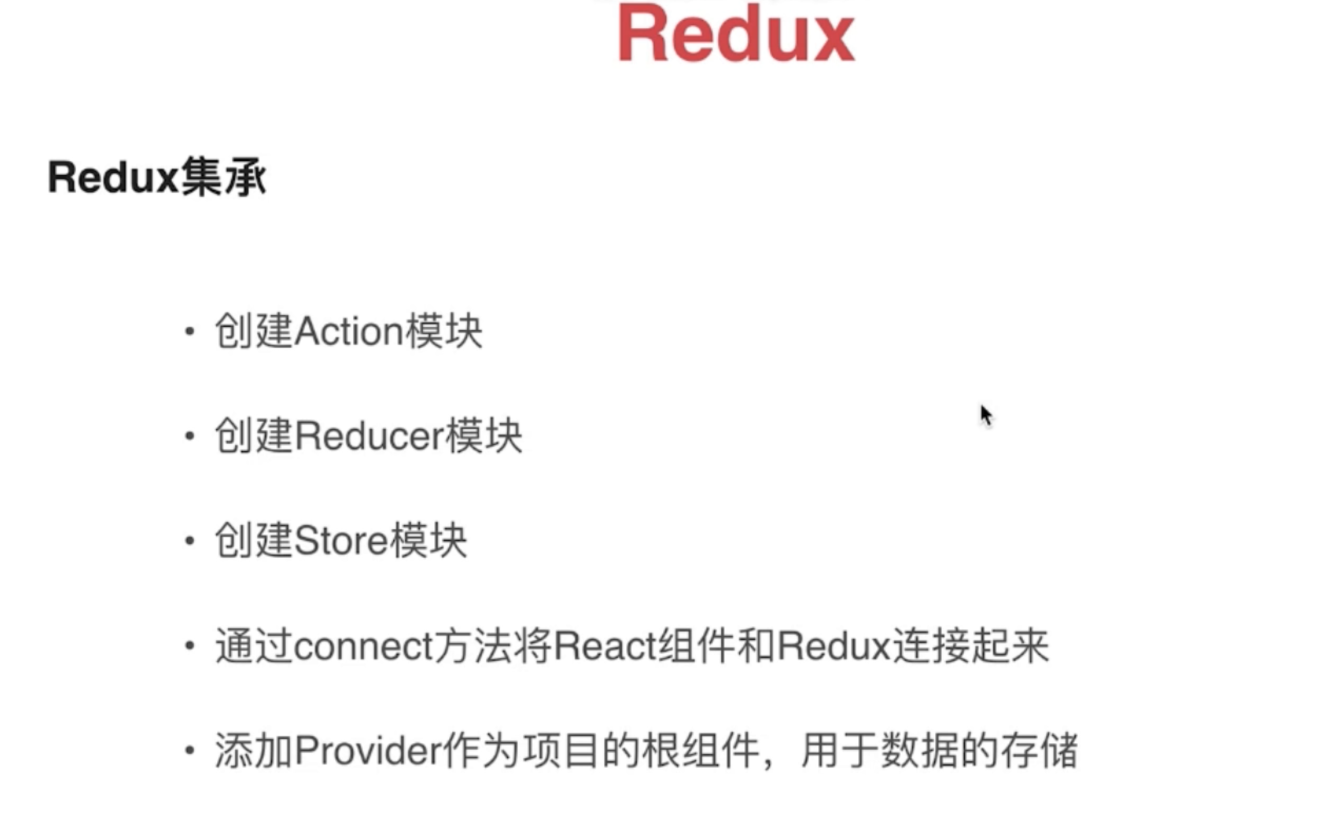 Redux
Redux集承
• 创建Action模块
• 创建Reducer模块
• 创建Store模块
• 通过connect方法将React组件和Redux连接起来
• 添加Provider作为项目的根组件，用于数据的存储